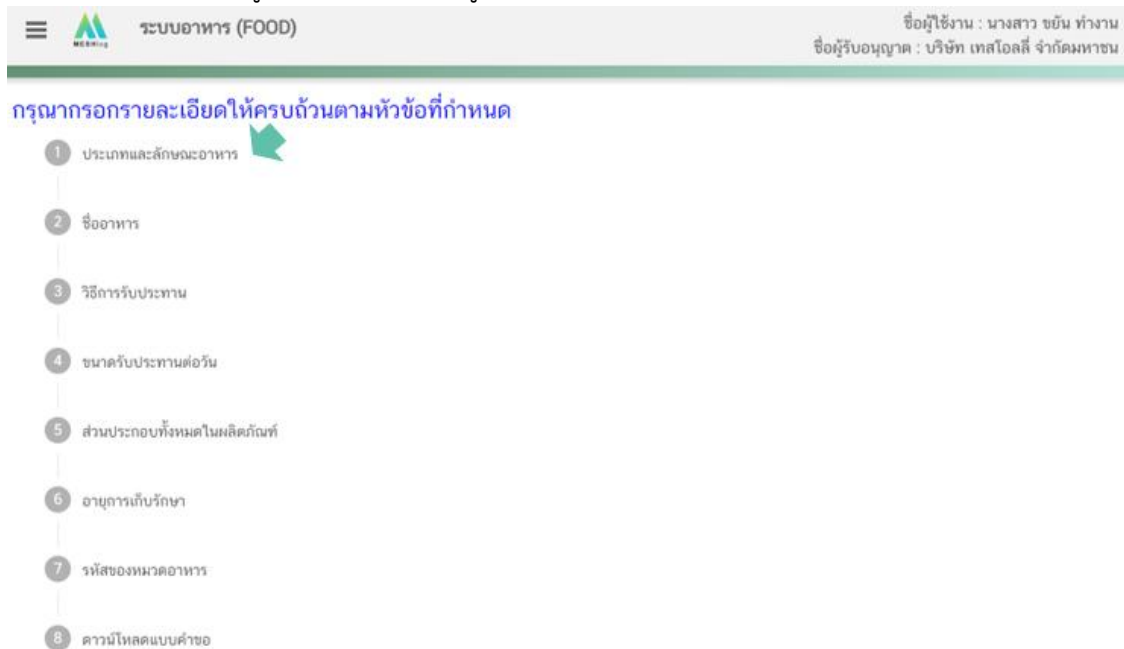 ระบบอาหาร (FOOD)
ชื่อผู้ใช้งาน : นางสาว ขยัน ทำงาน
ชื่อผู้รับอนุญาต : บริษัท เทสโอลลี่ จำกัดมหาชน
กรุณากรอกรายละเอียดให้ครบถ้วนตามหัวข้อที่กำหนด
1 ประเภทและลักษณะอาหาร
2 ชื่ออาหาร
3 วิธีการรับประทาน
4 ขนาดรับประทานต่อวัน
5 ส่วนประกอบทั้งหมดในผลิตภัณฑ์
6 อายุการเก็บรักษา
7 รหัสของหมวดอาหาร
8 ดาวน์โหลดแบบคำขอ